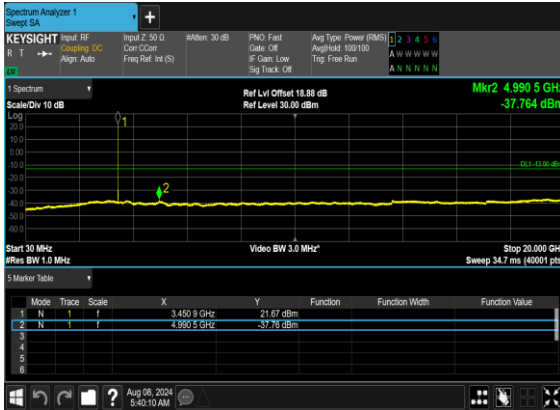 Spectrum Analyzer 1
Swept SA
+
KEYSIGHT Input: RF Input Z: 50 Ω #Atten: 30 dB PNO: Fast Avg Type: Power (RMS) 1 2 3 4 5 6
R T Coupling: DC Corr CCorr Gate: Off Avg|Hold: 100/100 A W W W W W
Align: Auto Freq Ref: Int (S) IF Gain: Low Trig: Free Run
Sig Track: Off A N N N N N
1 Spectrum Ref Lvl Offset 18.88 dB Mkr2 4.990 5 GHz
Scale/Div 10 dB Ref Level 30.00 dBm -37.764 dBm
Log
1
20.0
10.0
0.00
-10.0
DL1 -13.00 dBm
-20.0
-30.0
2
-40.0
-50.0
-60.0
Start 30 MHz Video BW 3.0 MHz* Stop 20.000 GHz
#Res BW 1.0 MHz Sweep 34.7 ms (40001 pts)
5 Marker Table
Mode Trace Scale X Y Function Function Width Function Value
1 N 1 f 3.450 9 GHz 21.67 dBm
2 N 1 f 4.990 5 GHz -37.76 dBm
3
4
5
6
? Aug 08, 2024
5:40:10 AM